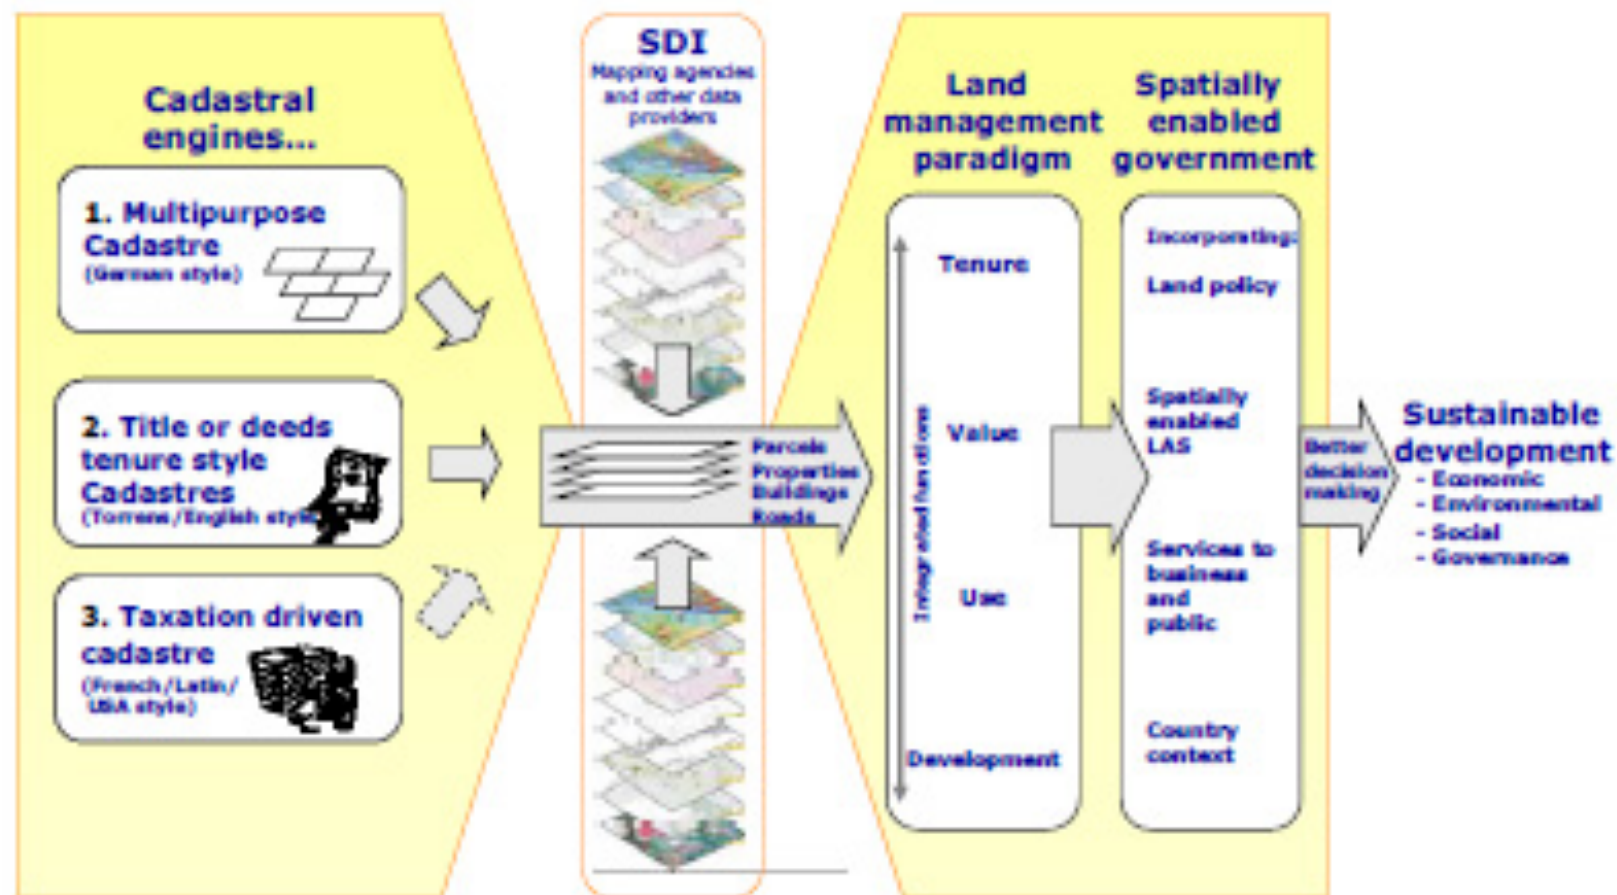 Cadastral
engines...
1. Multipurpose
Cadastre
(German style)
2. Title or deeds
tenure style
Cadastres
(Torrens/English style
3. Taxation driven
cadastre
(French/Latin/
USA style)
SDI
Mapping agencies
and other data
providers
Parcels
Properties
Buildings
Roads
Land
management
paradigm
Integrated functions
Tenure
Value
Use
Development
Spatially
enabled
government
Incorporating:
Land policy
Spatially
enabled
LAS
Services to
business
and
public
Country
context
Better
decision
making
Sustainable
development
- Economic
- Environmental
- Social
- Governance